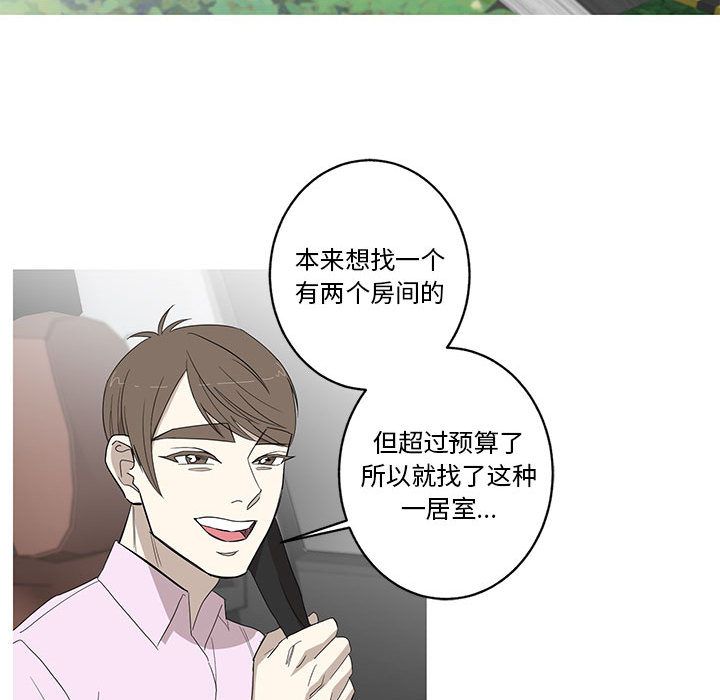 本来想找一个
有两个房间的
但超过预算了
所以就找了这种
一居室...